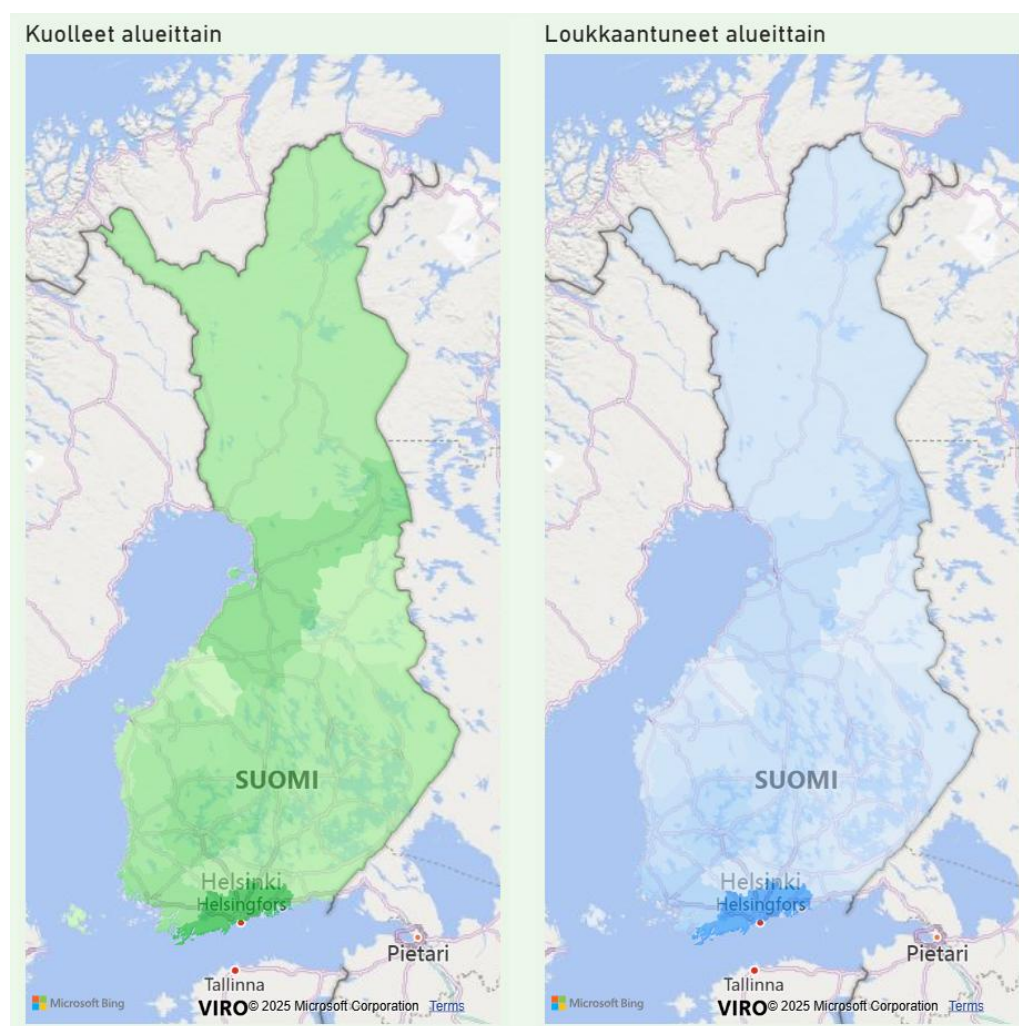 Kuolleet alueittain
SUOMI
Helsinki
Helsingfors
Pietari
Tallinna
Microsoft Bing
VIRO© 2025 Microsoft Corporation Terms
Loukkaantuneet alueittain
SUOMI
Helsinki
Helsingfors
Pietari
Tallinna
Microsoft Bing
VIRO© 2025 Microsoft Corporation Terms